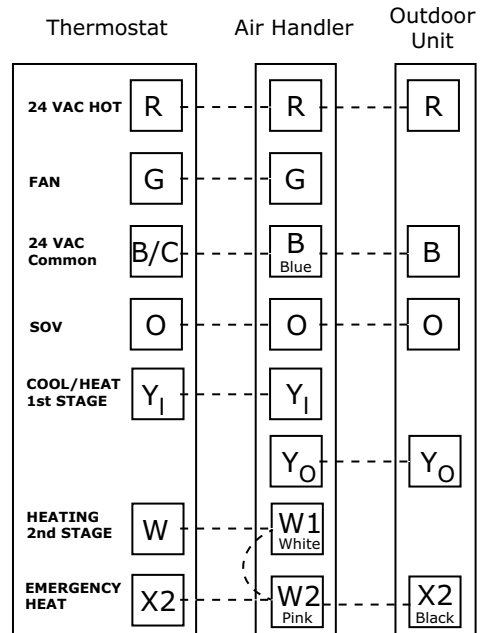 Thermostat Air Handler Outdoor
Unit
24 VAC HOT R R R
FAN G G
24 VAC
Common B/C B B
Blue
SOV O O O
COOL/HEAT
1st STAGE YI YI
YO YO
HEATING
2nd STAGE W W1
White
EMERGENCY
HEAT X2 W2 X2
Pink Black